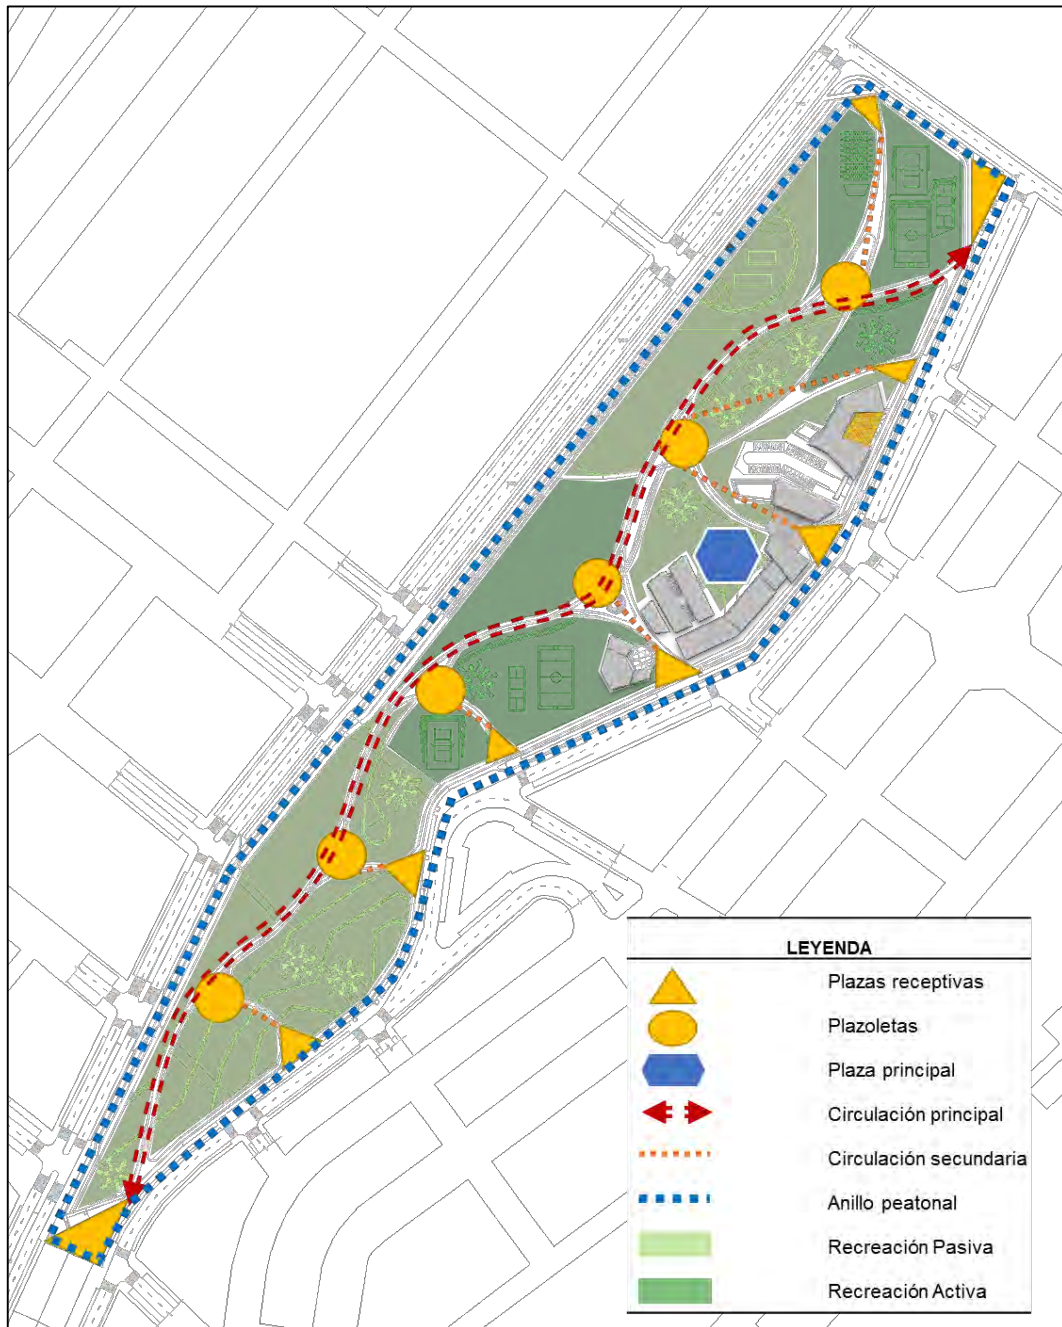 LEYENDA
Plazas receptivas
Plazoletas
Plaza principal
Circulación principal
Circulación secundaria
Anillo peatonal
Recreación Pasiva
Recreación Activa